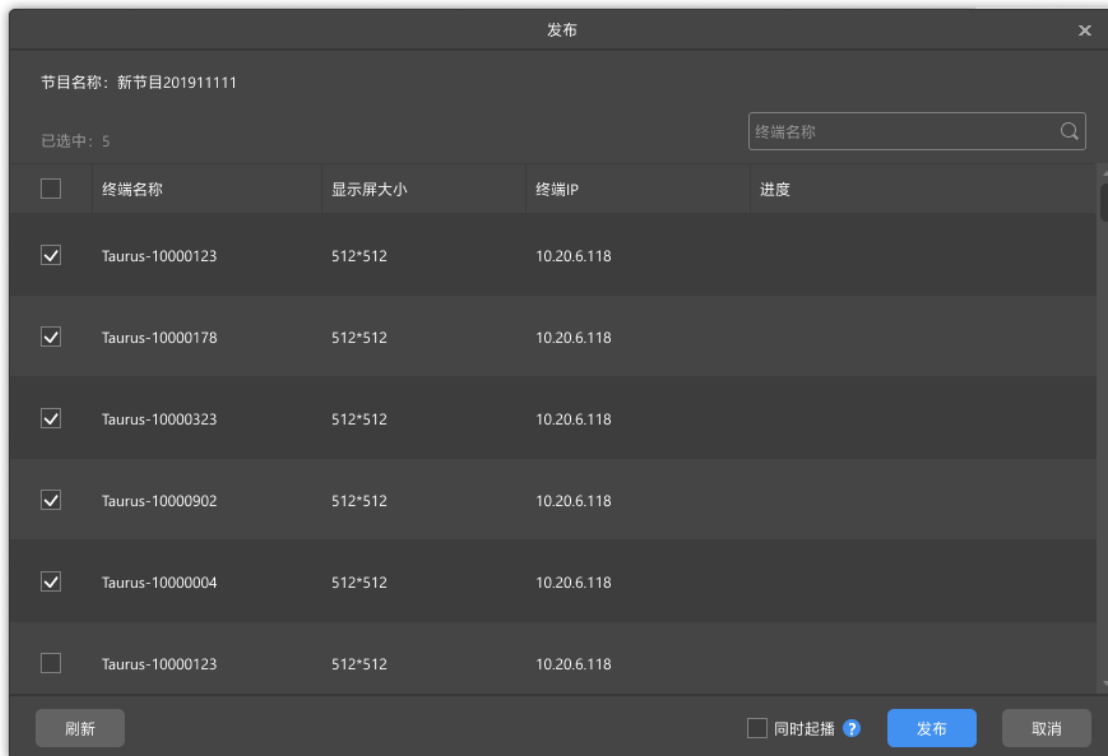 发布
节目名称：新节目201911111
已选中：5
终端名称
终端名称 显示屏大小 终端IP 进度
Taurus-10000123 512*512 10.20.6.118
Taurus-10000178 512*512 10.20.6.118
Taurus-10000323 512*512 10.20.6.118
Taurus-10000902 512*512 10.20.6.118
Taurus-10000004 512*512 10.20.6.118
Taurus-10000123 512*512 10.20.6.118
刷新 同时起播 ? 发布 取消